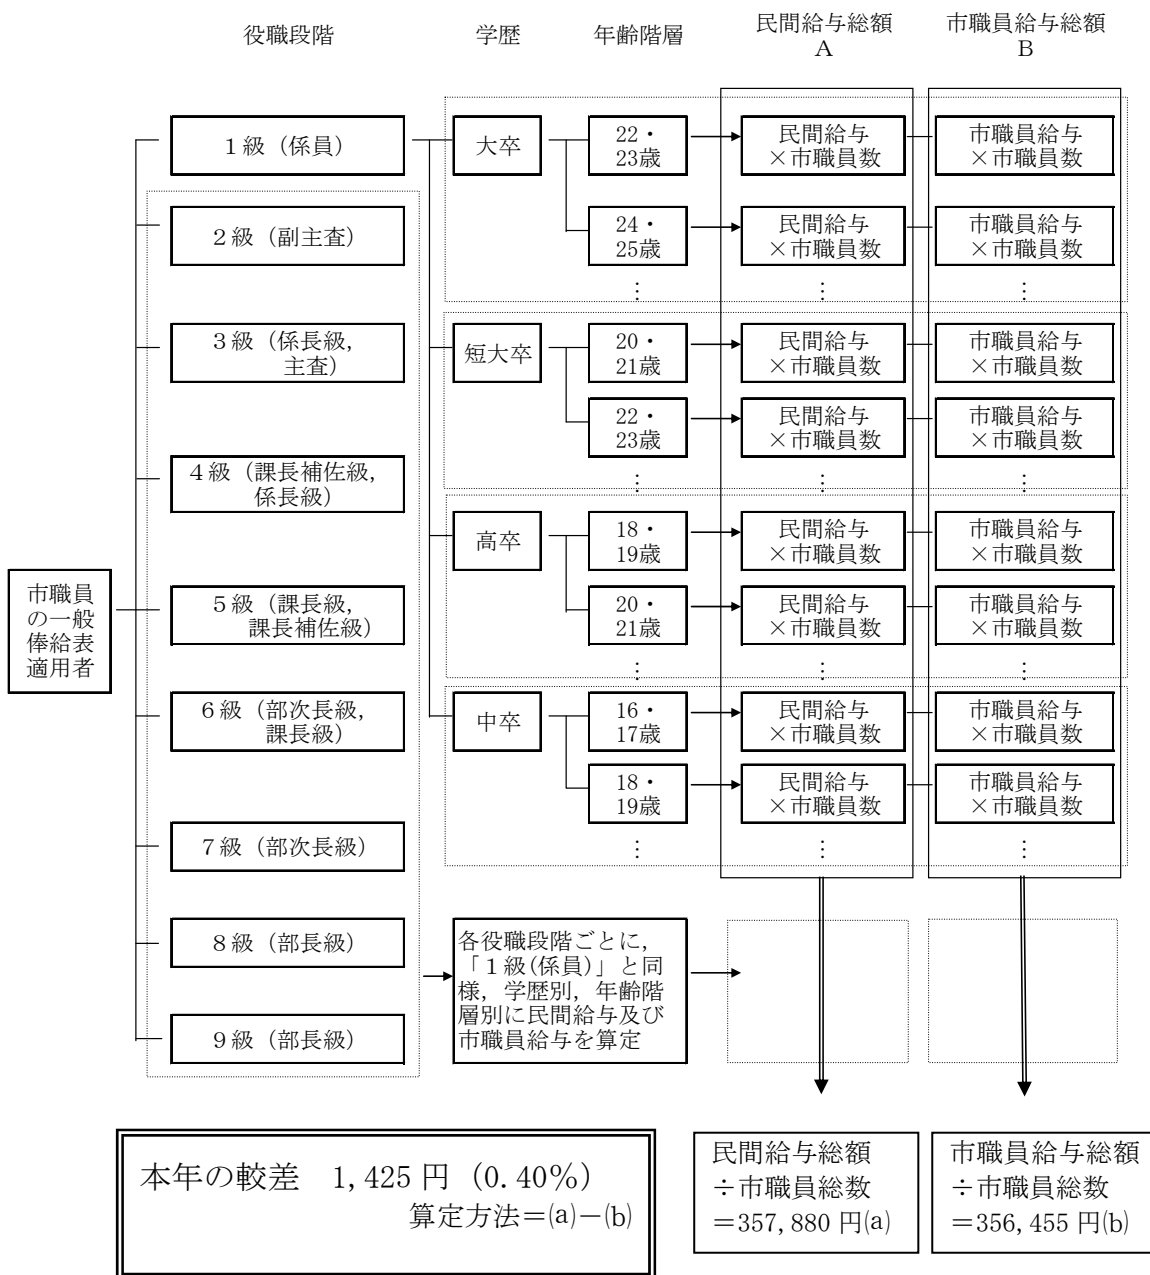 役職段階
学歴
年齢階層
民間給与総額
A
市職員給与総額
B
市職員
の一般
俸給表
適用者
1級（係員）
2級（副主査）
3級（係長級，
主査）
4級（課長補佐級，
係長級）
5級（課長級，
課長補佐級）
6級（部次長級，
課長級）
7級（部次長級）
8級（部長級）
9級（部長級）
大卒
22・
23歳
民間給与
×市職員数
市職員給与
×市職員数
24・
25歳
民間給与
×市職員数
市職員給与
×市職員数
⋮
⋮
⋮
短大卒
20・
21歳
民間給与
×市職員数
市職員給与
×市職員数
22・
23歳
民間給与
×市職員数
市職員給与
×市職員数
⋮
⋮
⋮
高卒
18・
19歳
民間給与
×市職員数
市職員給与
×市職員数
20・
21歳
民間給与
×市職員数
市職員給与
×市職員数
⋮
⋮
⋮
中卒
16・
17歳
民間給与
×市職員数
市職員給与
×市職員数
18・
19歳
民間給与
×市職員数
市職員給与
×市職員数
⋮
⋮
⋮
各役職段階ごとに，
「1級(係員)」と同
様，学歴別，年齢階
層別に民間給与及び
市職員給与を算定
本年の較差　1,425円（0.40％）
算定方法＝(a)－(b)
民間給与総額
÷市職員総数
＝357,880円(a)
市職員給与総額
÷市職員総数
＝356,455円(b)